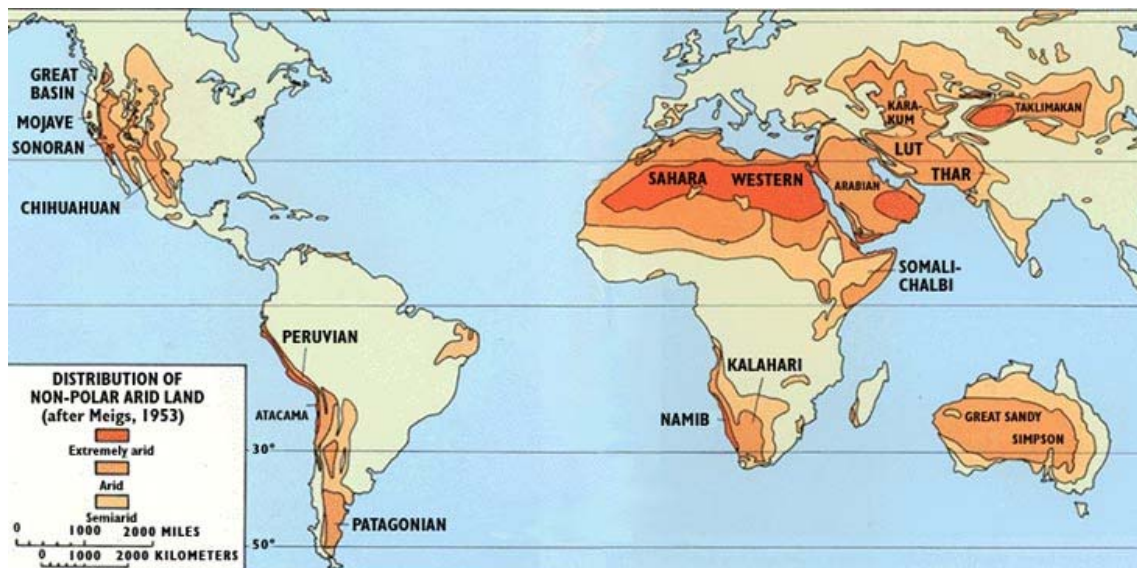 GREAT
BASIN
MOJAVE
SONORAN
CHIHUAHUAN
PERUVIAN
ATACAMA
PATAGONIAN
30°
50°
SAHARA
WESTERN
ARABIAN
KARA-
KUM
TAKLIMAKAN
LUT
THAR
SOMALI-
CHALBI
KALAHARI
NAMIB
GREAT SANDY
SIMPSON
DISTRIBUTION OF
NON-POLAR ARID LAND
(after Meigs, 1953)
Extremely arid
Arid
Semiarid
0 1000 2000 MILES
0 1000 2000 KILOMETERS